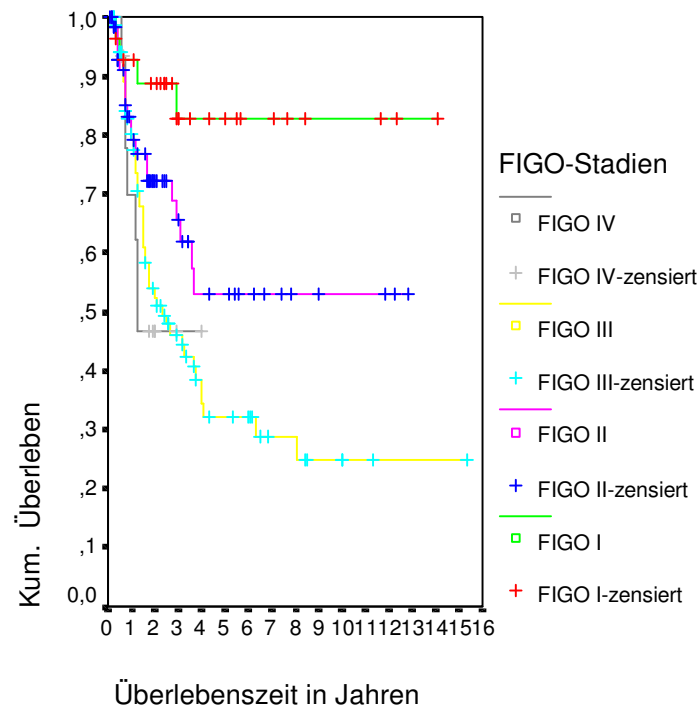 1,0
,9
,8
,7
,6
,5
,4
,3
,2
,1
0,0
Kum. Überleben
0 1 2 3 4 5 6 7 8 9 10 11 12 13 14 15 16
Überlebenszeit in Jahren
FIGO-Stadien
FIGO IV
FIGO IV-zensiert
FIGO III
FIGO III-zensiert
FIGO II
FIGO II-zensiert
FIGO I
FIGO I-zensiert